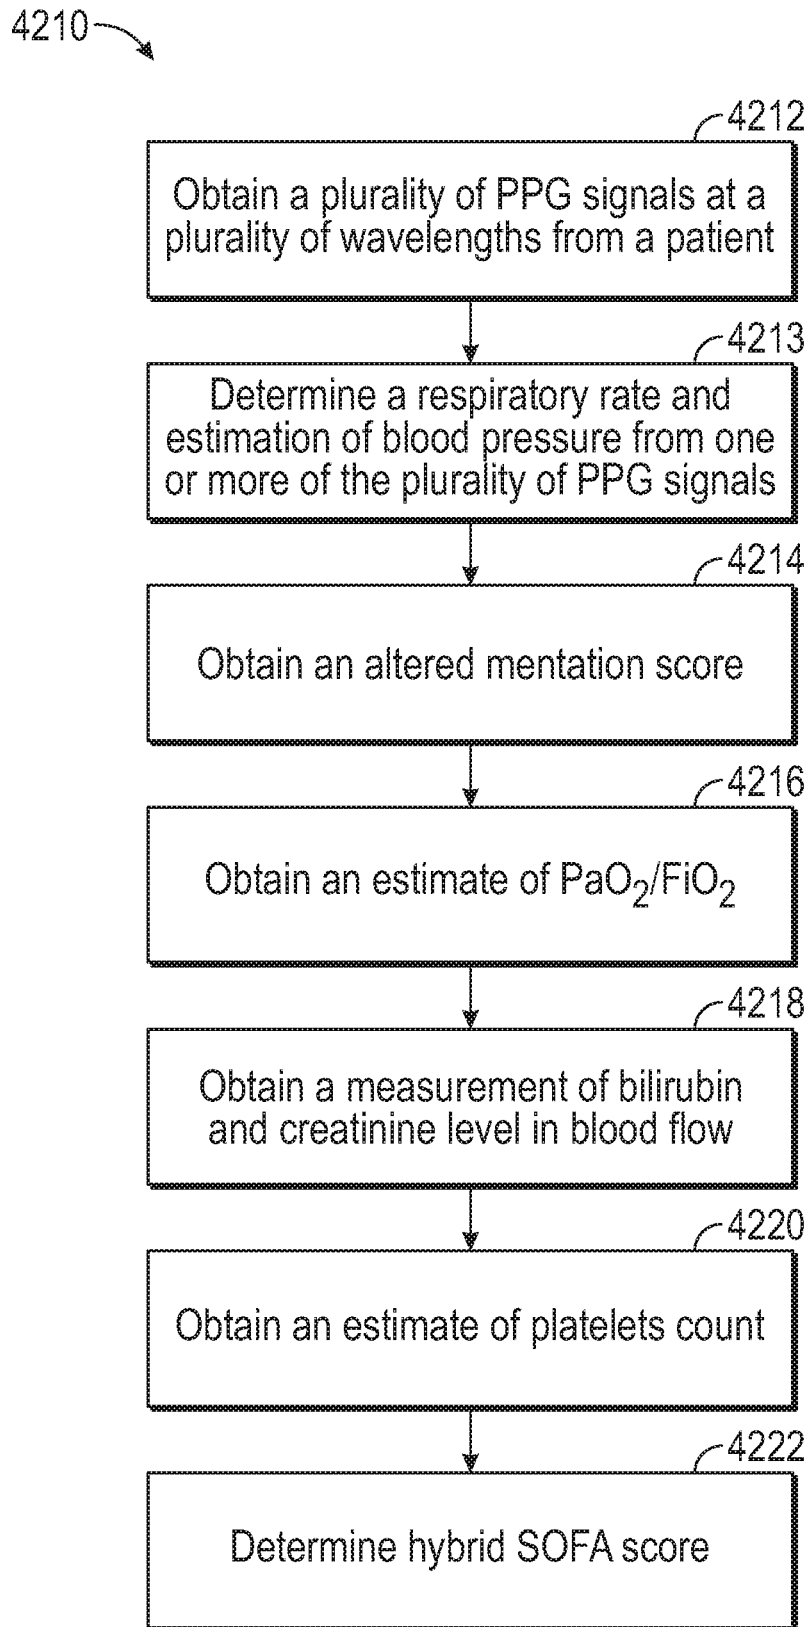 4210
4212
Obtain a plurality of PPG signals at a
plurality of wavelengths from a patient
4213
Determine a respiratory rate and
estimation of blood pressure from one
or more of the plurality of PPG signals
4214
Obtain an altered mentation score
4216
Obtain an estimate of PaO₂/FiO₂
4218
Obtain a measurement of bilirubin
and creatinine level in blood flow
4220
Obtain an estimate of platelets count
4222
Determine hybrid SOFA score